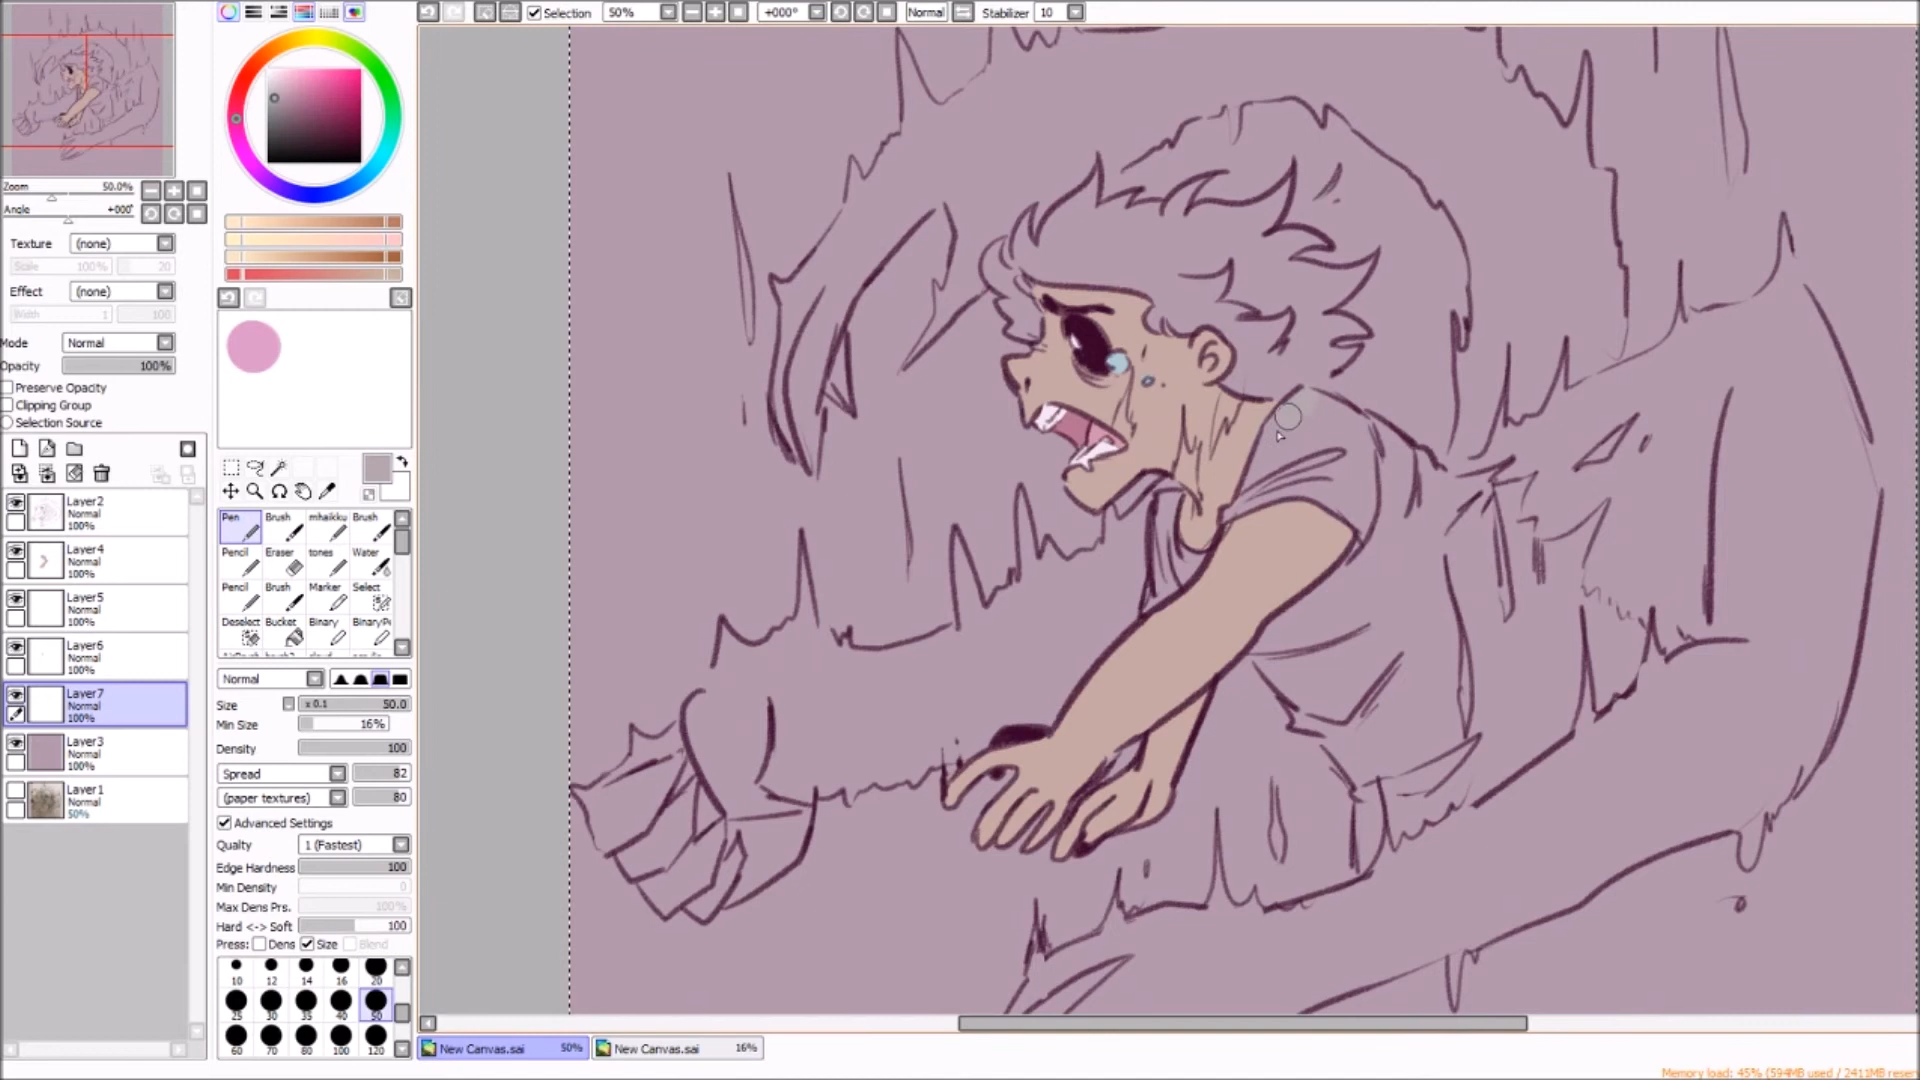 Selection 50% +000° Normal Stabilizer 10
Zoom 50.0%
Angle +000°
Texture (none)
Scale 100% 20
Effect (none)
Width 1 100
Mode Normal
Opacity 100%
Preserve Opacity
Clipping Group
Selection Source
Layer2
Normal
100%
Layer4
Normal
100%
Layer5
Normal
100%
Layer6
Normal
100%
Layer7
Normal
100%
Layer3
Normal
100%
Layer1
Normal
50%
Pen Brush mhaikku Brush
Pencil Eraser tones Water
Pencil Brush Marker Select
Deselect Bucket Binary BinaryPe
Normal
Size x 0.1 50.0
Min Size 16%
Density 100
Spread 82
(paper textures) 80
Advanced Settings
Qualty 1 (Fastest)
Edge Hardness 100
Min Density 0
Max Dens Prs. 100%
Hard <-> Soft 100
Press: Dens Size Blend
10 12 14 16 20
25 30 35 40 50
60 70 80 100 120
New Canvas.sai 50% New Canvas.sai 16%
Memory load: 45% (594MB used / 2411MB reser